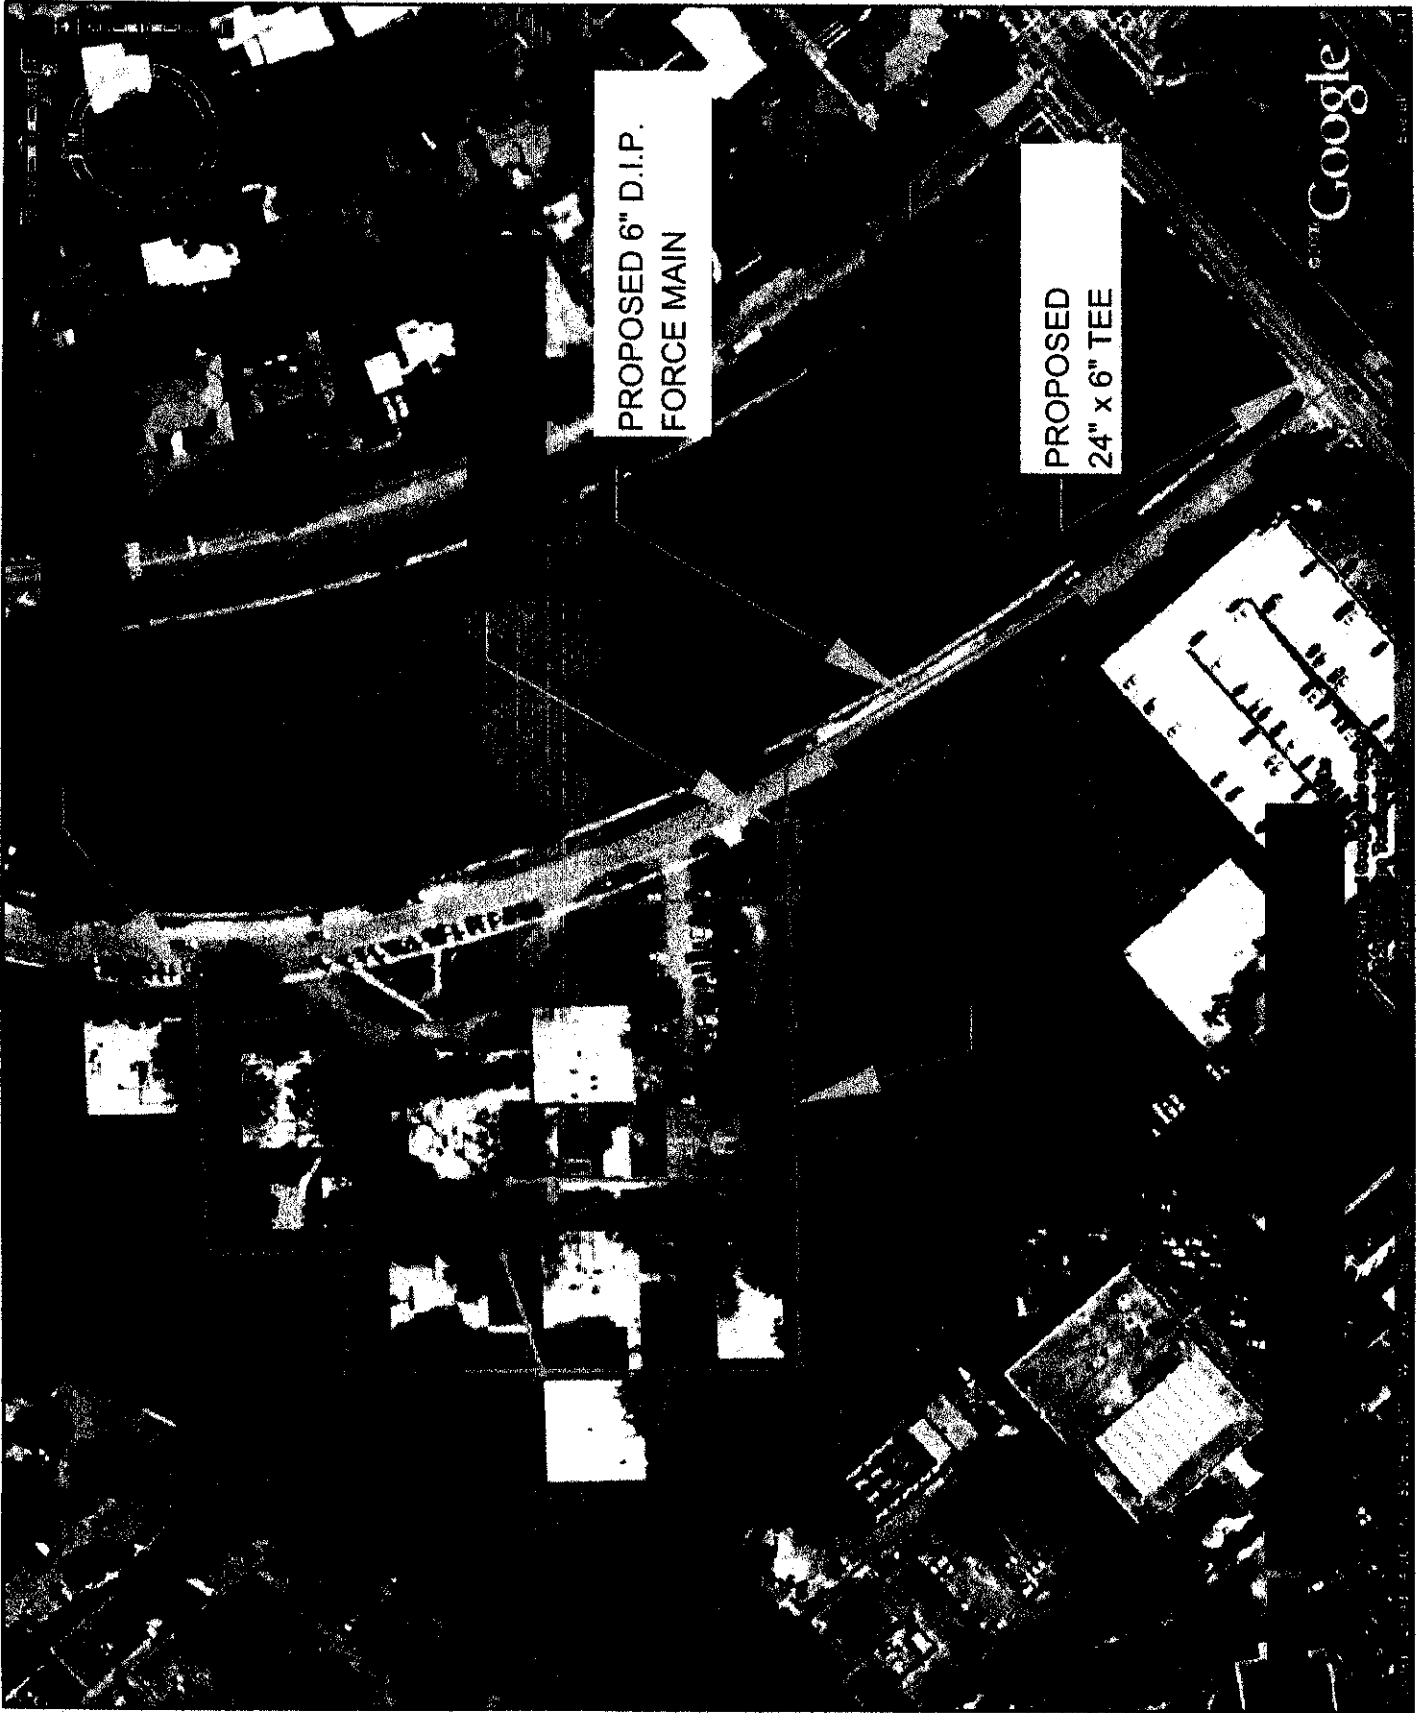 PROPOSED 6" D.I.P.
FORCE MAIN
PROPOSED
24" x 6" TEE
Google